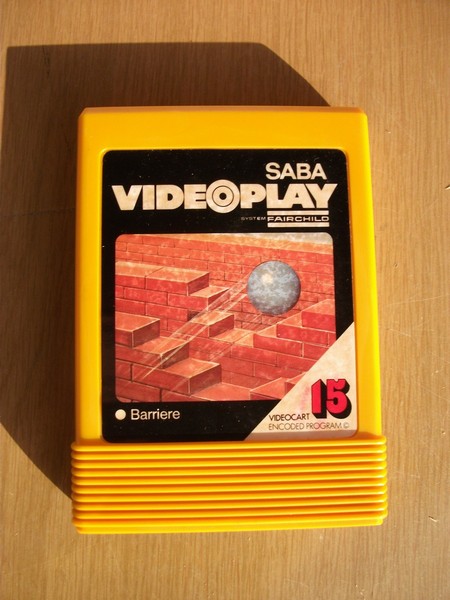 SABA
VIDEOPLAY
SYSTEM FAIRCHILD
Barriere
15
VIDEOCART
ENCODED PROGRAM ©